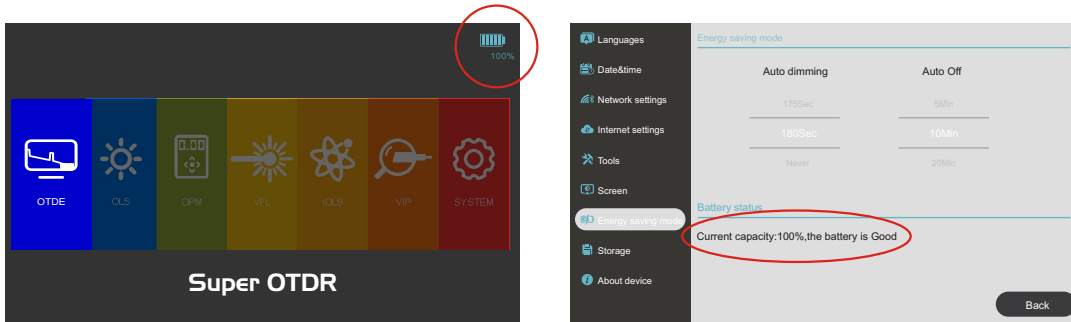 100%
0.00
OTDE
OLS
OPM
VFL
iOLS
VIP
SYSTEM
Super OTDR
A
Languages
Date&time
Network settings
Internet settings
Tools
Screen
Energy saving mode
Storage
About device
Energy saving mode
Auto dimming
Auto Off
175Sec
5Min
180Sec
10Min
Never
20Min
Battery status
Current capacity:100%,the battery is Good
Back